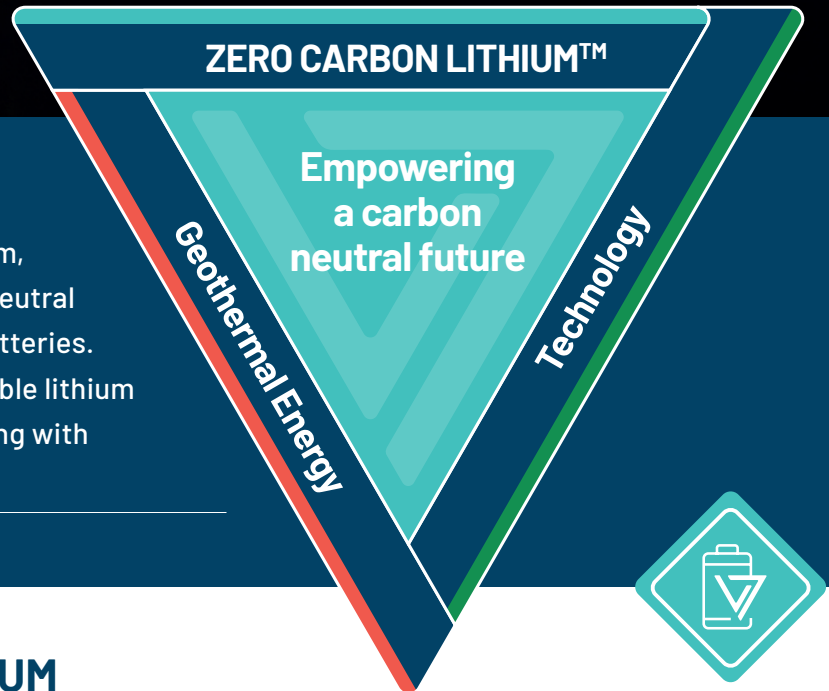 ZERO CARBON LITHIUM™
Empowering
a carbon
neutral future
Geothermal Energy
Technology
m,
eutral
tteries.
ble lithium
ng with
UM